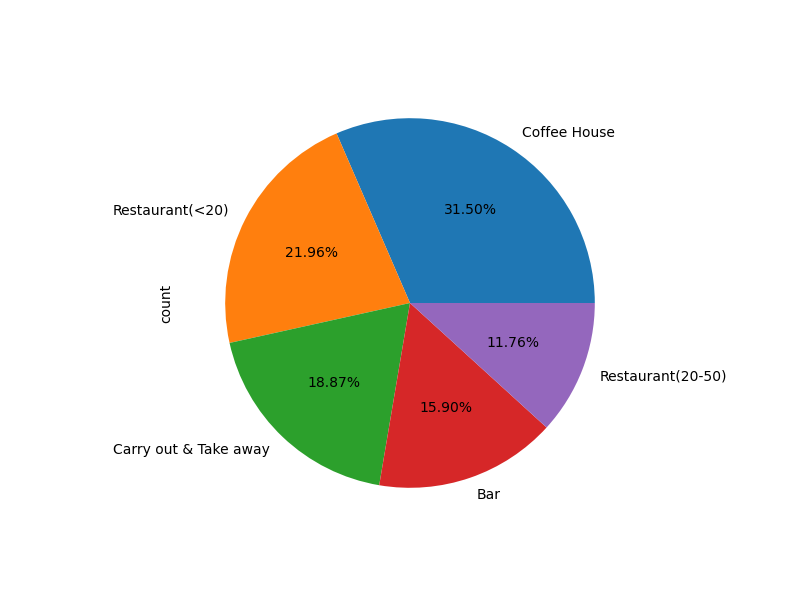 Coffee House
31.50%
Restaurant(<20)
21.96%
count
11.76%
Restaurant(20-50)
18.87%
15.90%
Carry out & Take away
Bar